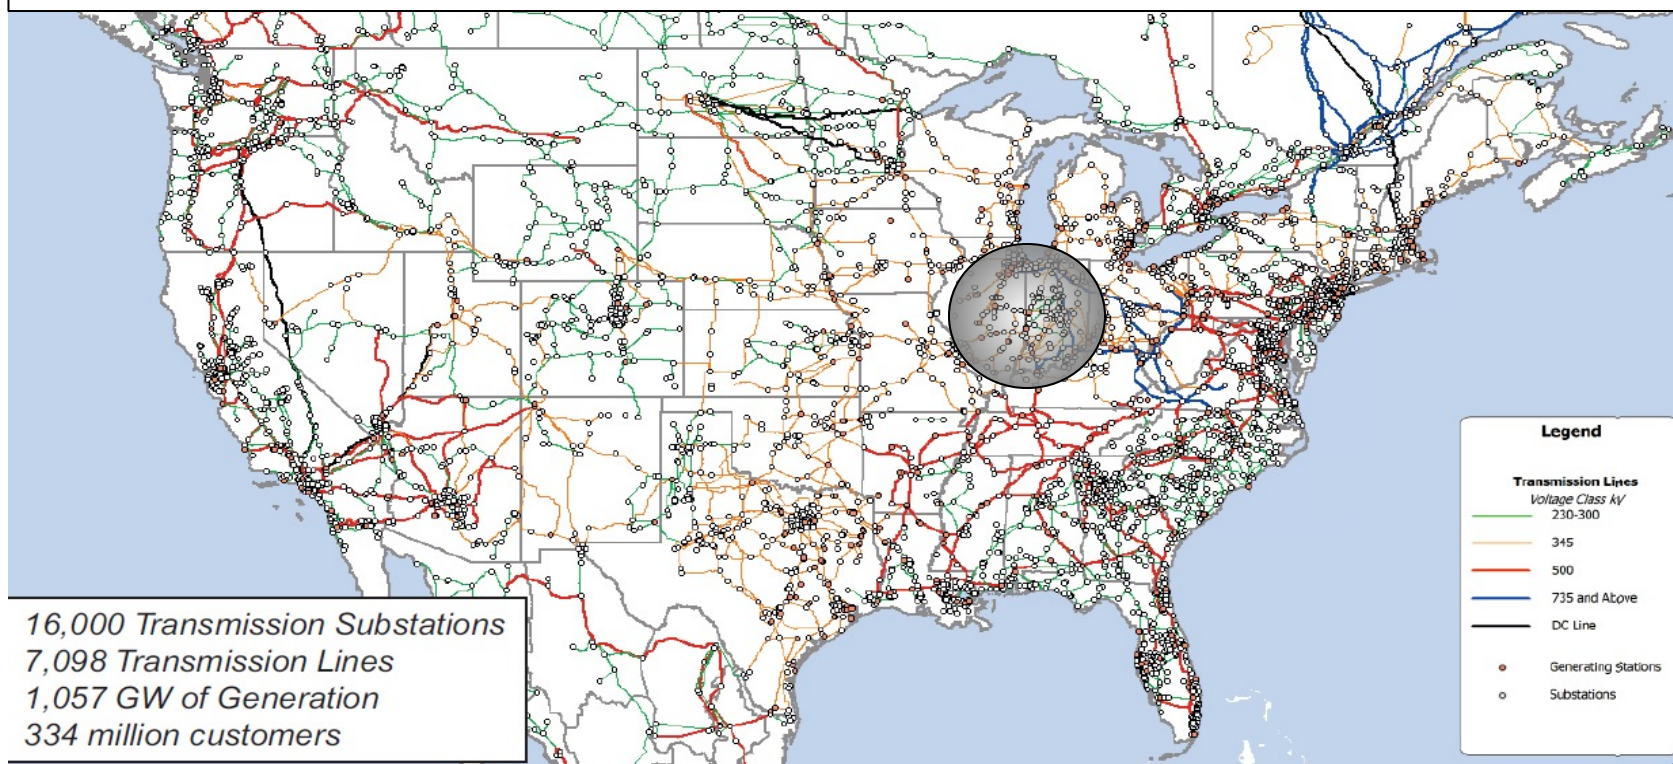 16,000 Transmission Substations
7,098 Transmission Lines
1,057 GW of Generation
334 million customers
Legend
Transmission Lines
Voltage Class kV
230-300
345
500
735 and Above
DC Line
Generating Stations
Substations